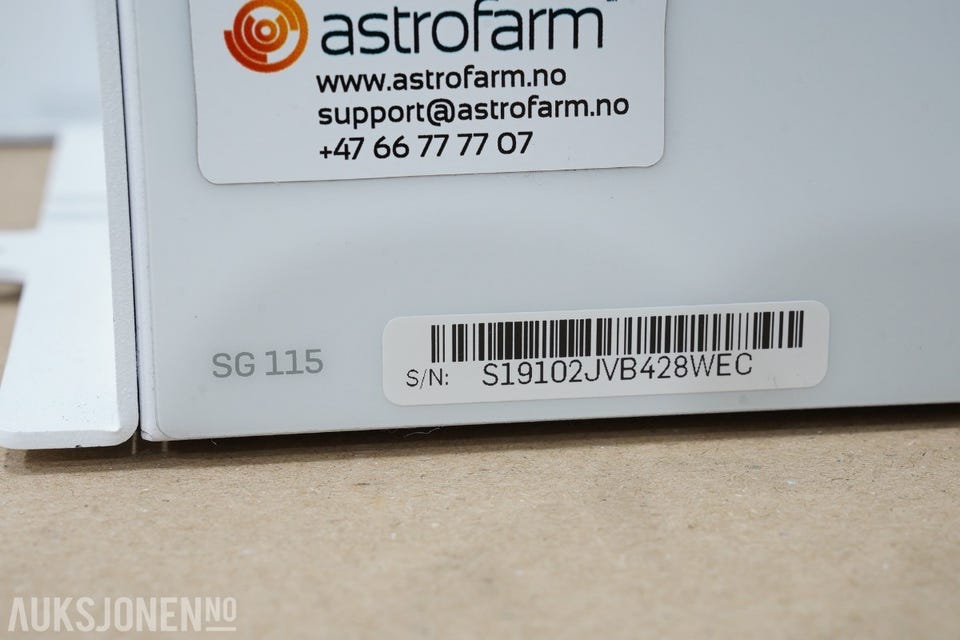 astrofarm
www.astrofarm.no
support@astrofarm.no
+47 66 77 77 07
SG 115
S/N: S19102JVB428WEC
AUKSJONEN.NO